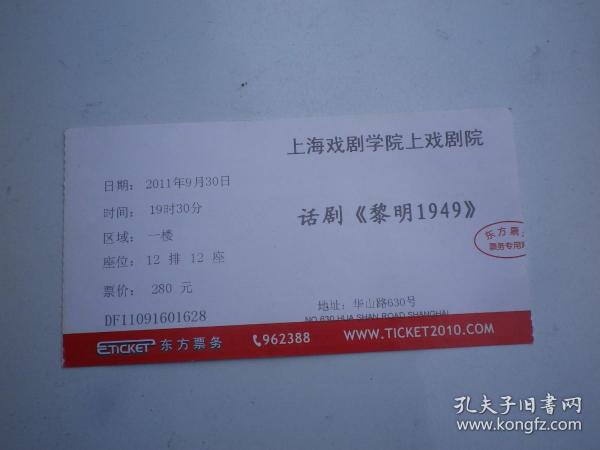 上海戏剧学院上戏剧院
日期: 2011年9月30日
时间: 19时30分
话剧《黎明1949》
区域: 一楼
座位: 12 排 12 座
东方票
票务专用
票价: 280 元
地址: 华山路630号
NO.630 HUA SHAN ROAD SHANGHAI
DF11091601628
ETICKET 东方票务
962388
WWW.TICKET2010.COM
孔夫子旧书网
www.kongfz.com